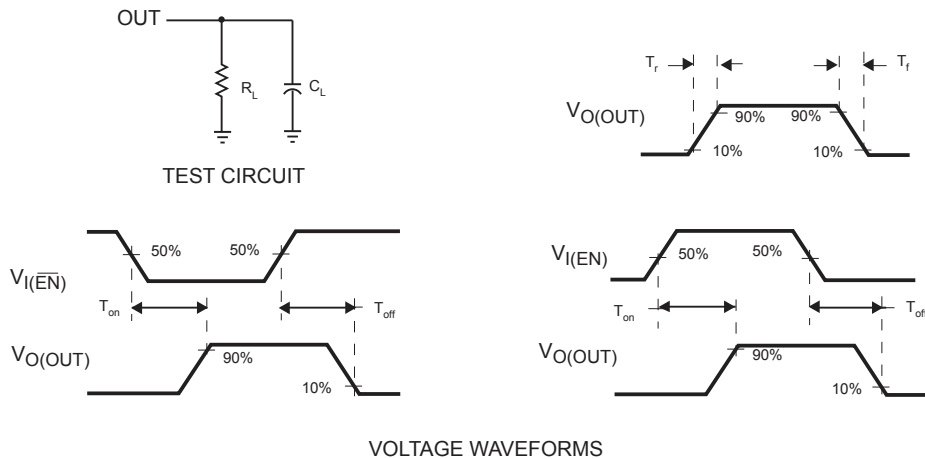 OUT
R_L
C_L
TEST CIRCUIT
T_r
T_f
V_O(OUT)
90%
90%
10%
10%
V_I(E̅N̅)
50%
50%
T_on
T_off
V_O(OUT)
90%
10%
V_I(EN)
50%
50%
T_on
T_off
V_O(OUT)
90%
10%
VOLTAGE WAVEFORMS